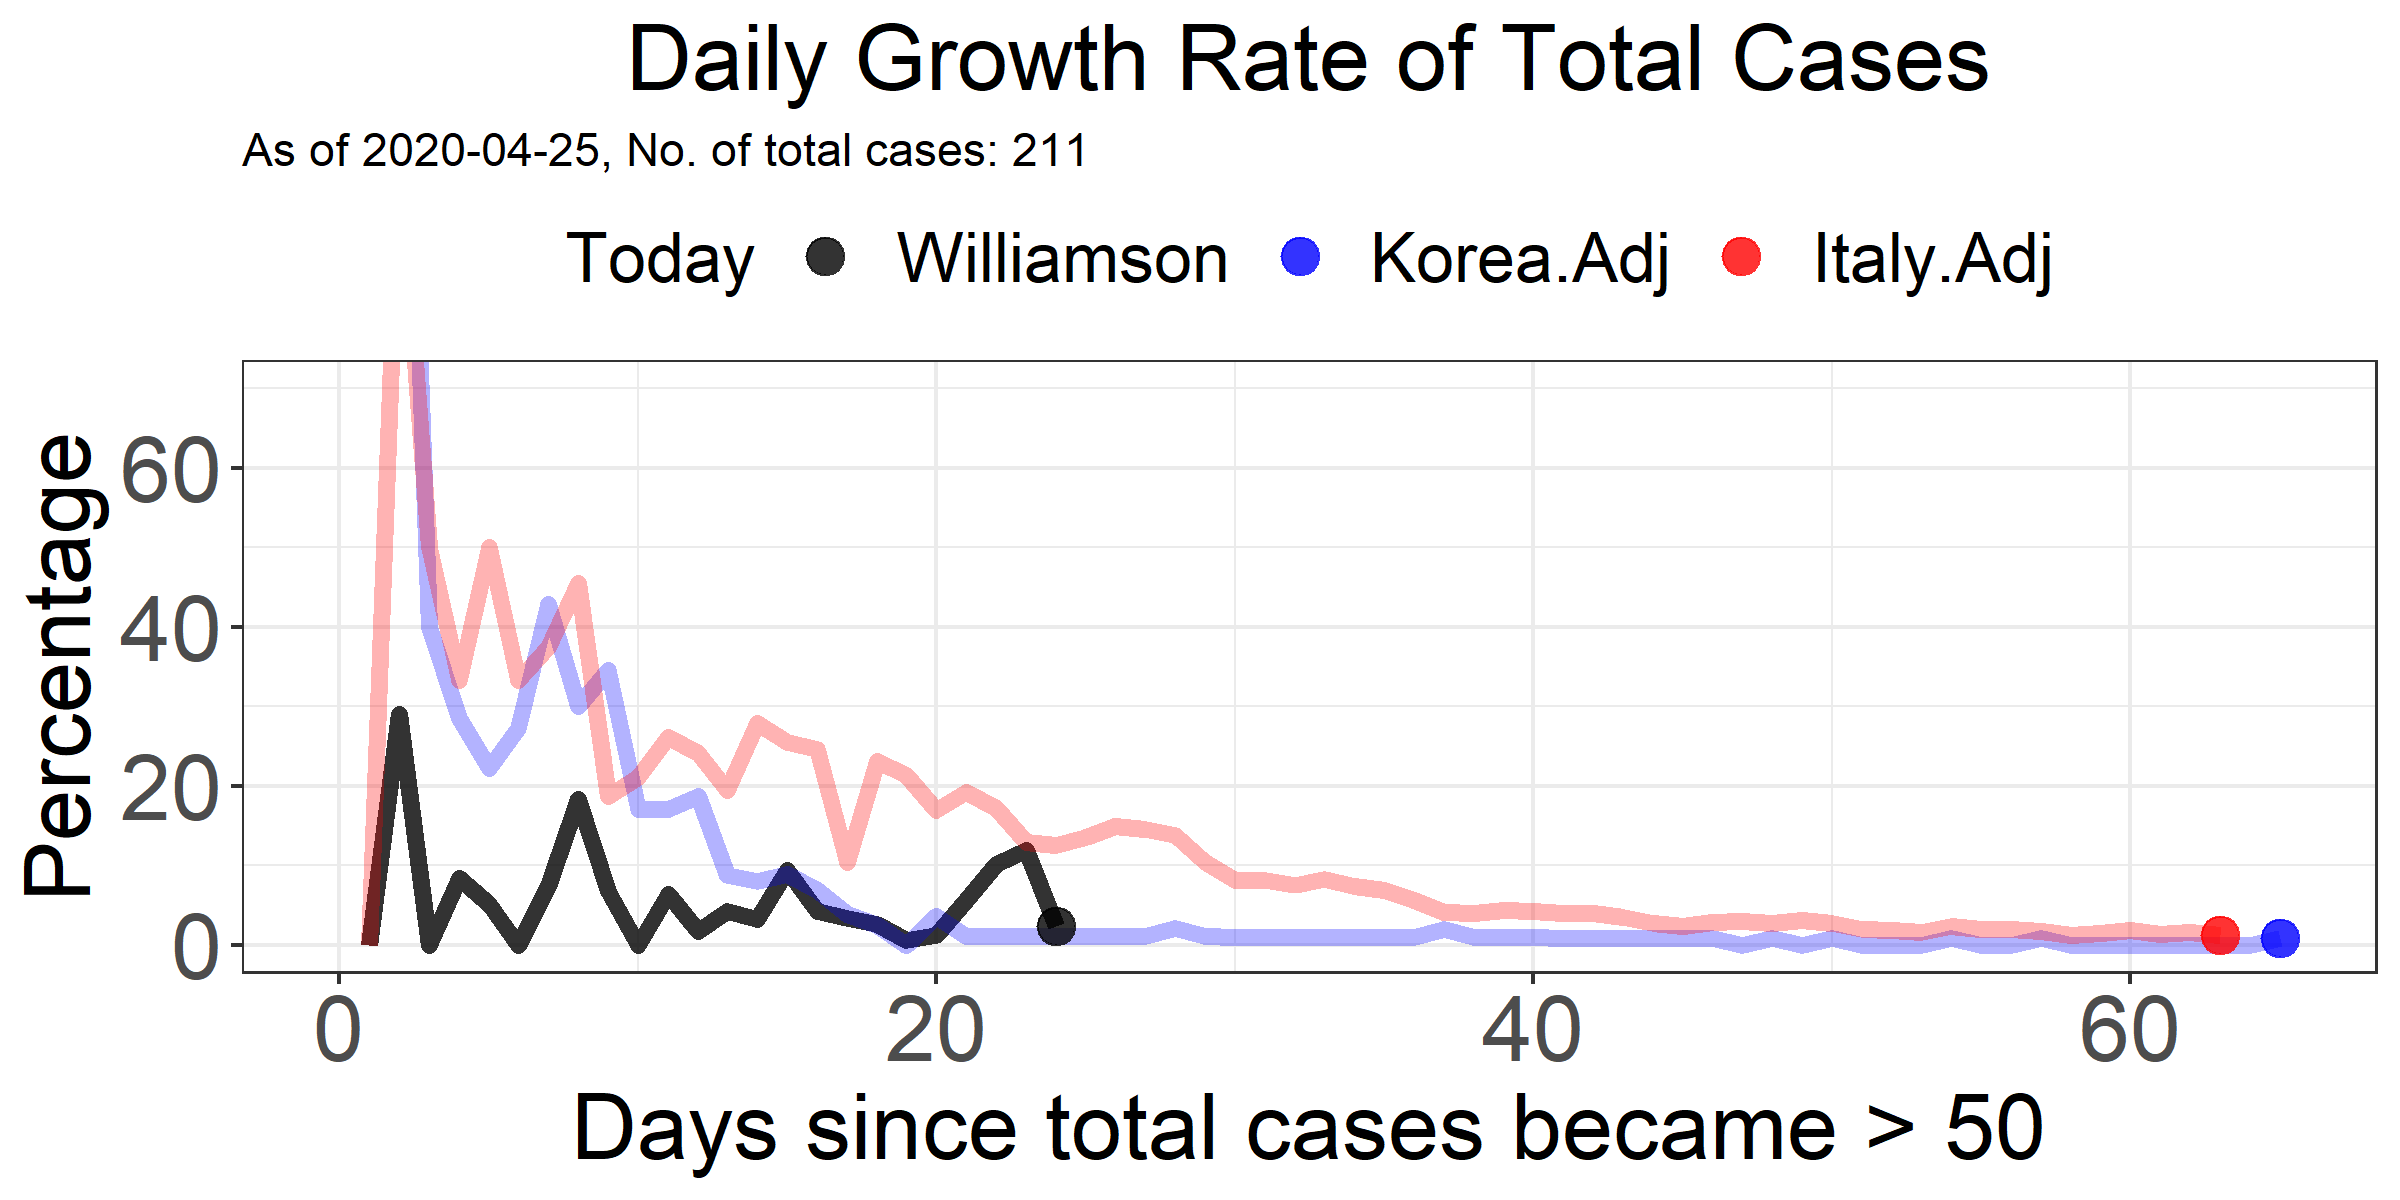 Daily Growth Rate of Total Cases
As of 2020-04-25, No. of total cases: 211
Today Williamson Korea.Adj Italy.Adj
Percentage
60
40
20
0
0 20 40 60
Days since total cases became > 50